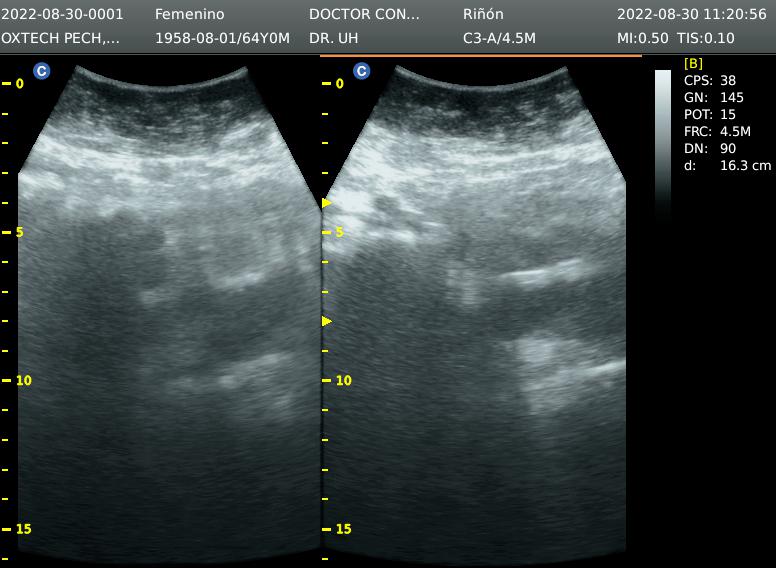 2022-08-30-0001 Femenino DOCTOR CON... Riñón 2022-08-30 11:20:56
OXTECH PECH,... 1958-08-01/64Y0M DR. UH C3-A/4.5M MI:0.50 TIS:0.10
C C
[B]
CPS: 38
GN: 145
POT: 15
FRC: 4.5M
DN: 90
d: 16.3 cm
0 0
5 5
10 10
15 15